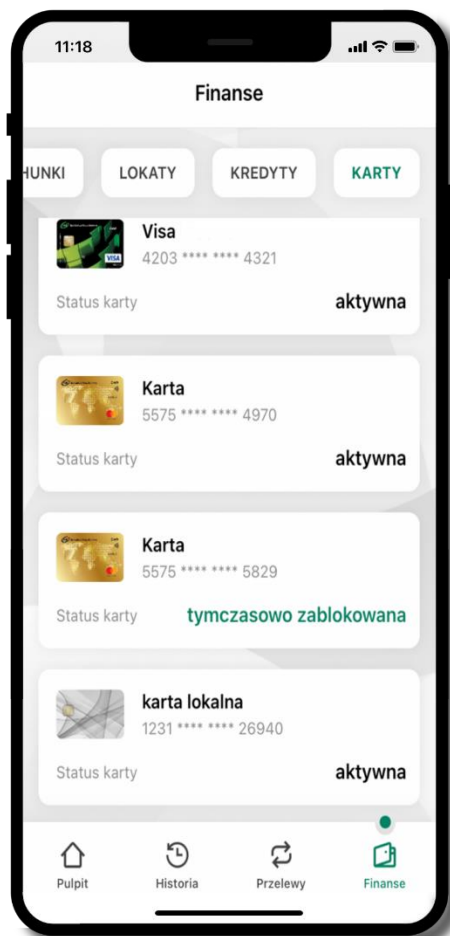 11:18
Finanse
HUNKI
LOKATY
KREDYTY
KARTY
Visa
4203 **** **** 4321
VISA
Status karty
aktywna
Karta
5575 **** **** 4970
Status karty
aktywna
Karta
5575 **** **** 5829
Status karty
tymczasowo zablokowana
karta lokalna
1231 **** **** 26940
Status karty
aktywna
Pulpit
Historia
Przelewy
Finanse